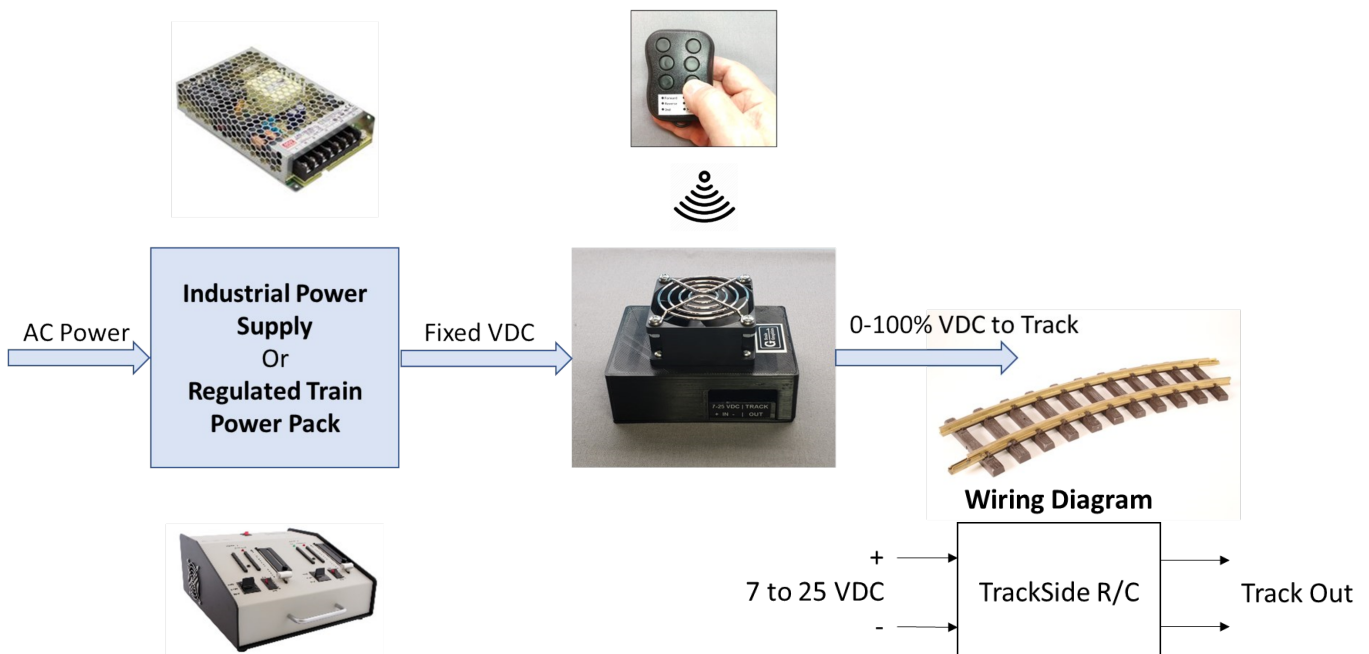 AC Power
Industrial Power
Supply
Or
Regulated Train
Power Pack
Fixed VDC
7-25 VDC | TRACK
+ IN - | OUT
0-100% VDC to Track
Wiring Diagram
+
7 to 25 VDC
-
TrackSide R/C
Track Out